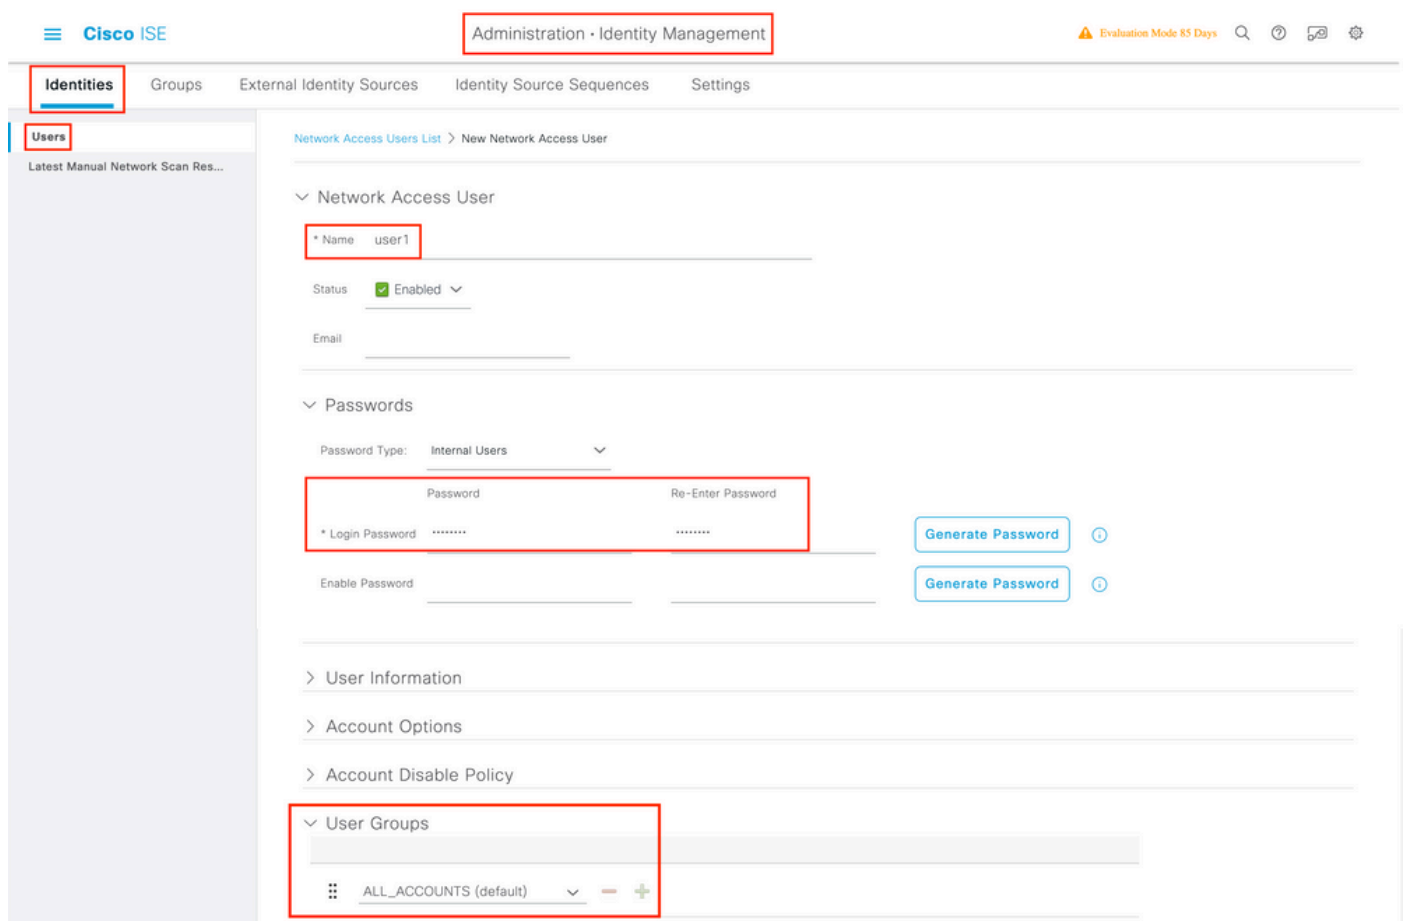 Cisco ISE
Administration · Identity Management
Evaluation Mode 85 Days
Identities Groups External Identity Sources Identity Source Sequences Settings
Users
Latest Manual Network Scan Res...
Network Access Users List > New Network Access User
Network Access User
* Name user1
Status Enabled
Email
Passwords
Password Type: Internal Users
Password Re-Enter Password
* Login Password ········ ········ Generate Password
Enable Password Generate Password
User Information
Account Options
Account Disable Policy
User Groups
ALL_ACCOUNTS (default)